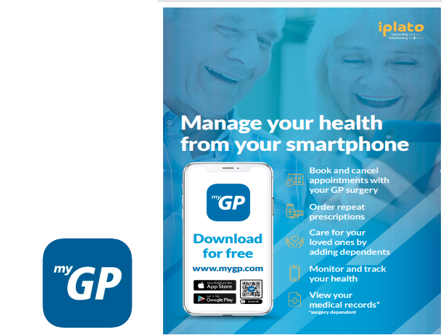 iplato
Manage your health
from your smartphone
my
GP
Download
for free
www.mygp.com
App Store
Google Play
Book and cancel
appointments with
your GP surgery
Order repeat
prescriptions
Care for your
loved ones by
adding dependents
Monitor and track
your health
View your
medical records*
*surgery dependent
my
GP